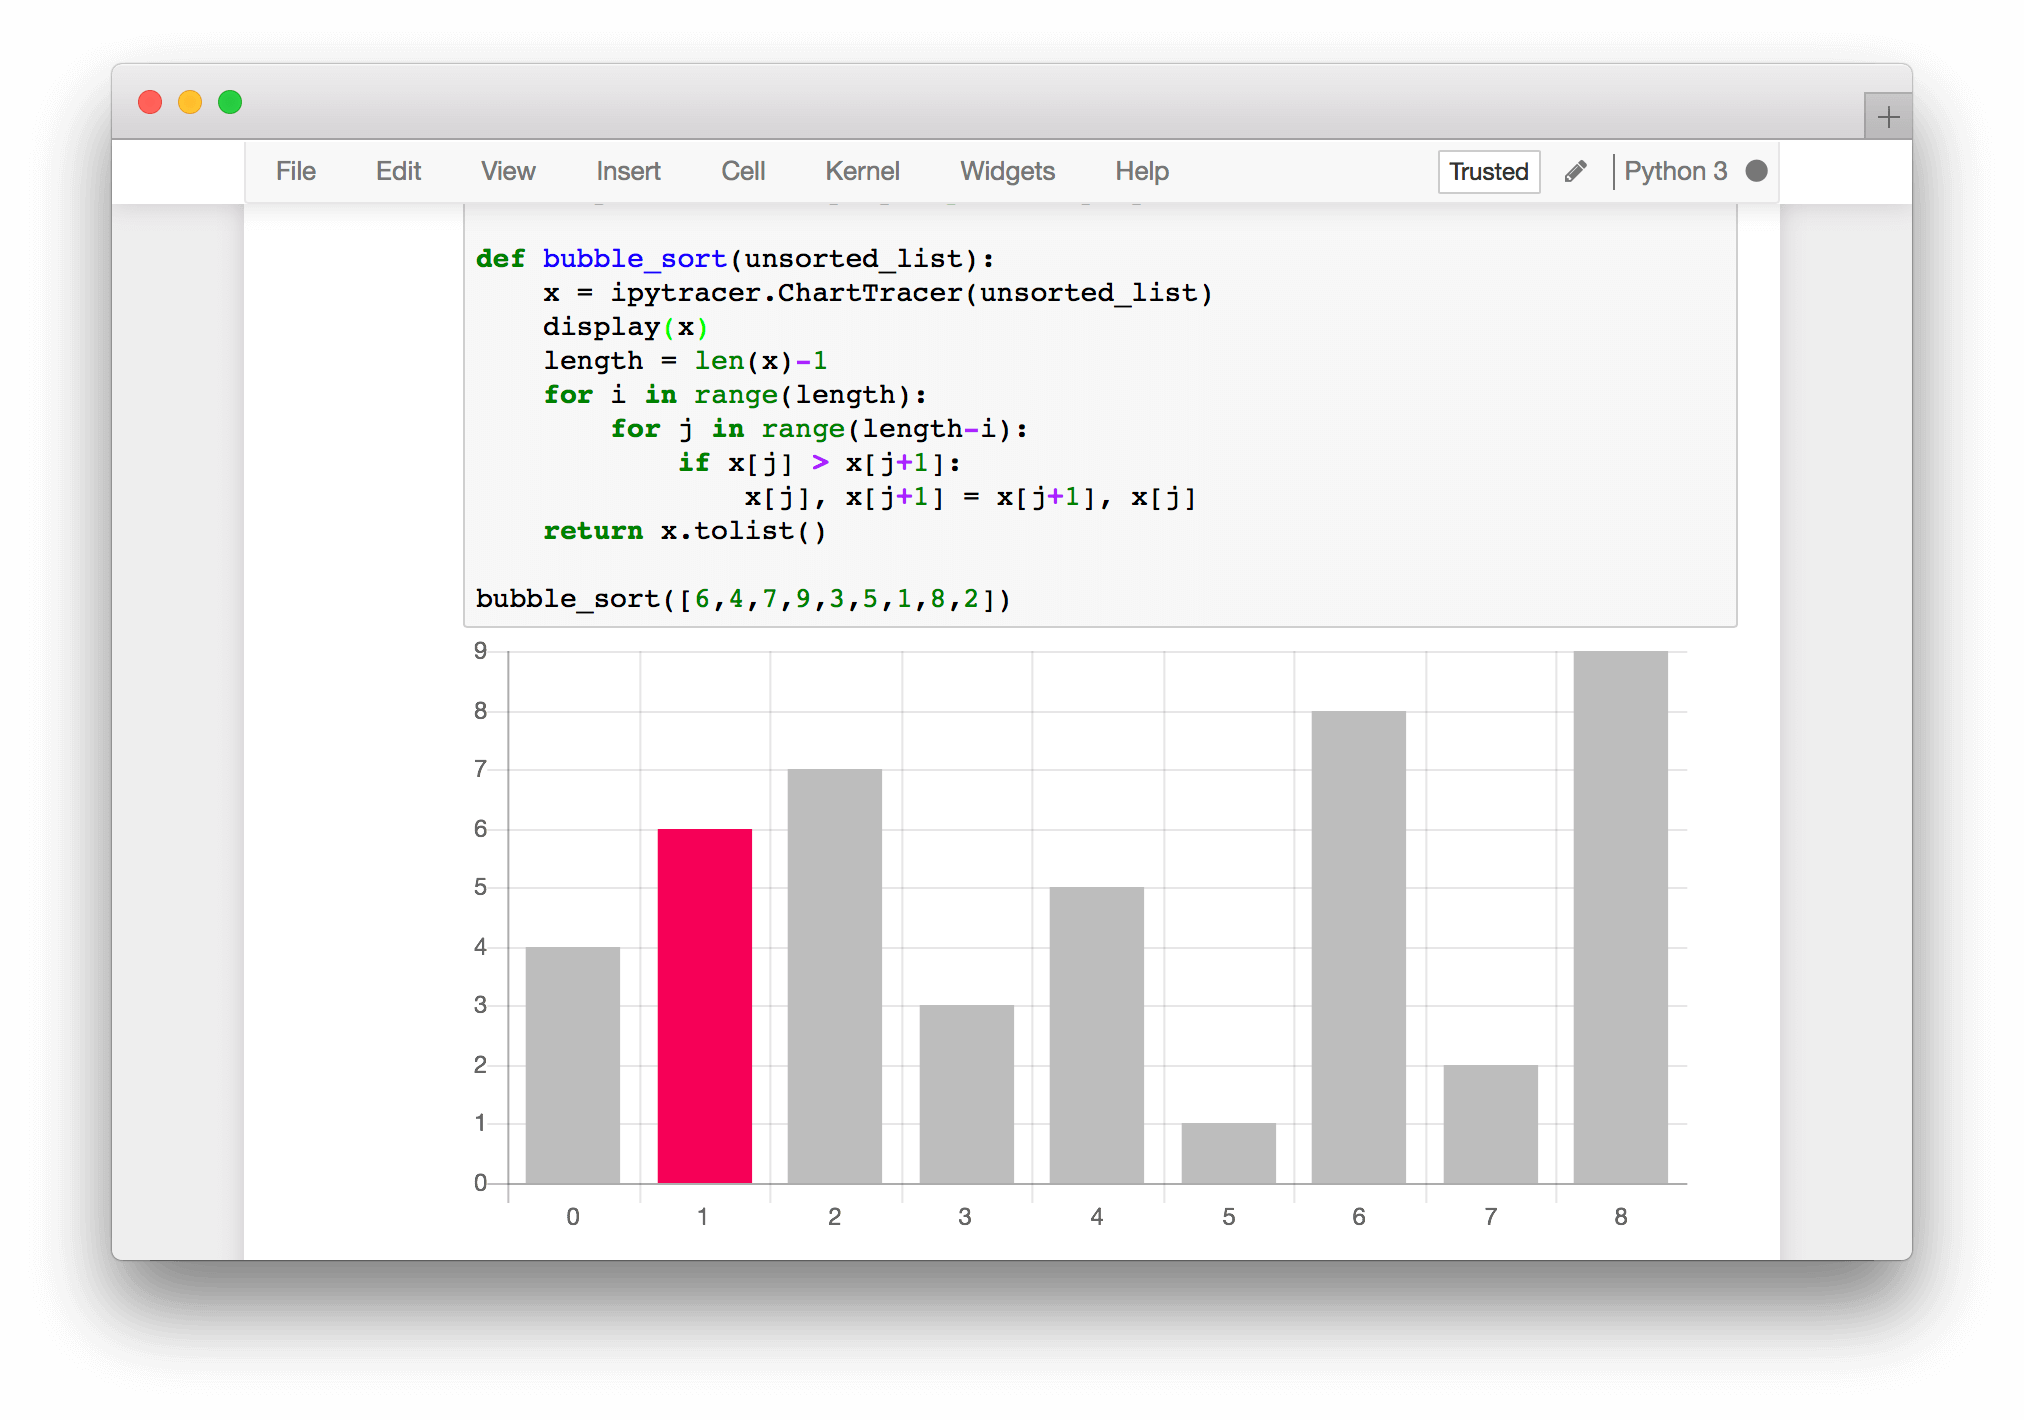 File Edit View Insert Cell Kernel Widgets Help Trusted Python 3
def bubble_sort(unsorted_list):
    x = ipytracer.ChartTracer(unsorted_list)
    display(x)
    length = len(x)-1
    for i in range(length):
        for j in range(length-i):
            if x[j] > x[j+1]:
                x[j], x[j+1] = x[j+1], x[j]
    return x.tolist()
bubble_sort([6,4,7,9,3,5,1,8,2])
9
8
7
6
5
4
3
2
1
0
0 1 2 3 4 5 6 7 8